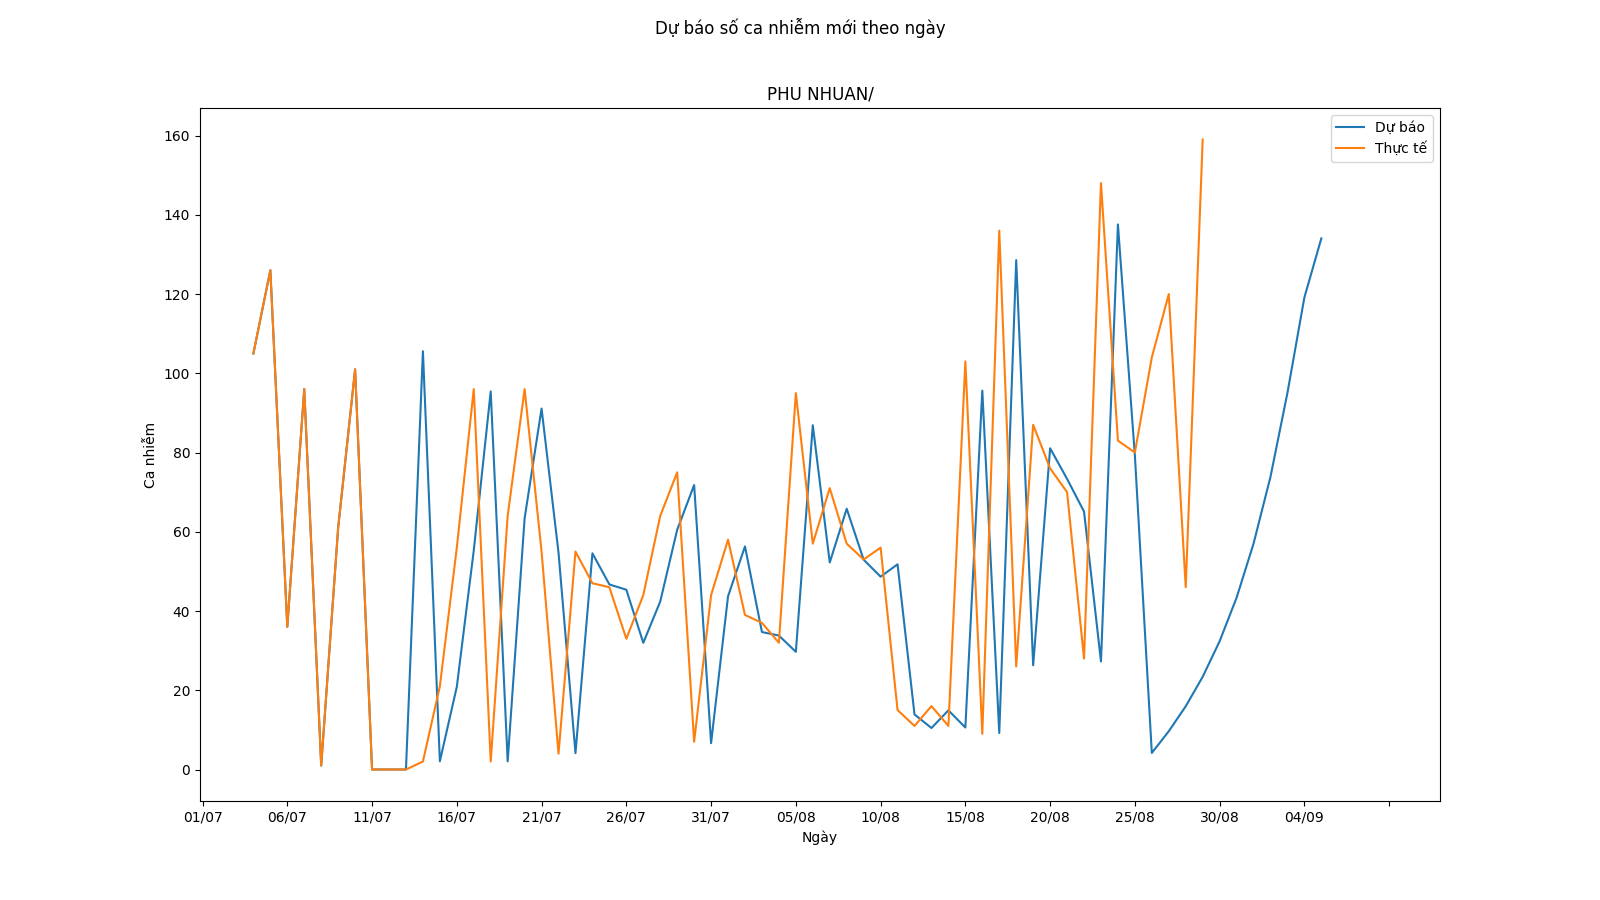 Dự báo số ca nhiễm mới theo ngày
PHU NHUAN/
Dự báo
Thực tế
160
140
120
100
80
60
40
20
0
Ca nhiễm
01/07 06/07 11/07 16/07 21/07 26/07 31/07 05/08 10/08 15/08 20/08 25/08 30/08 04/09
Ngày